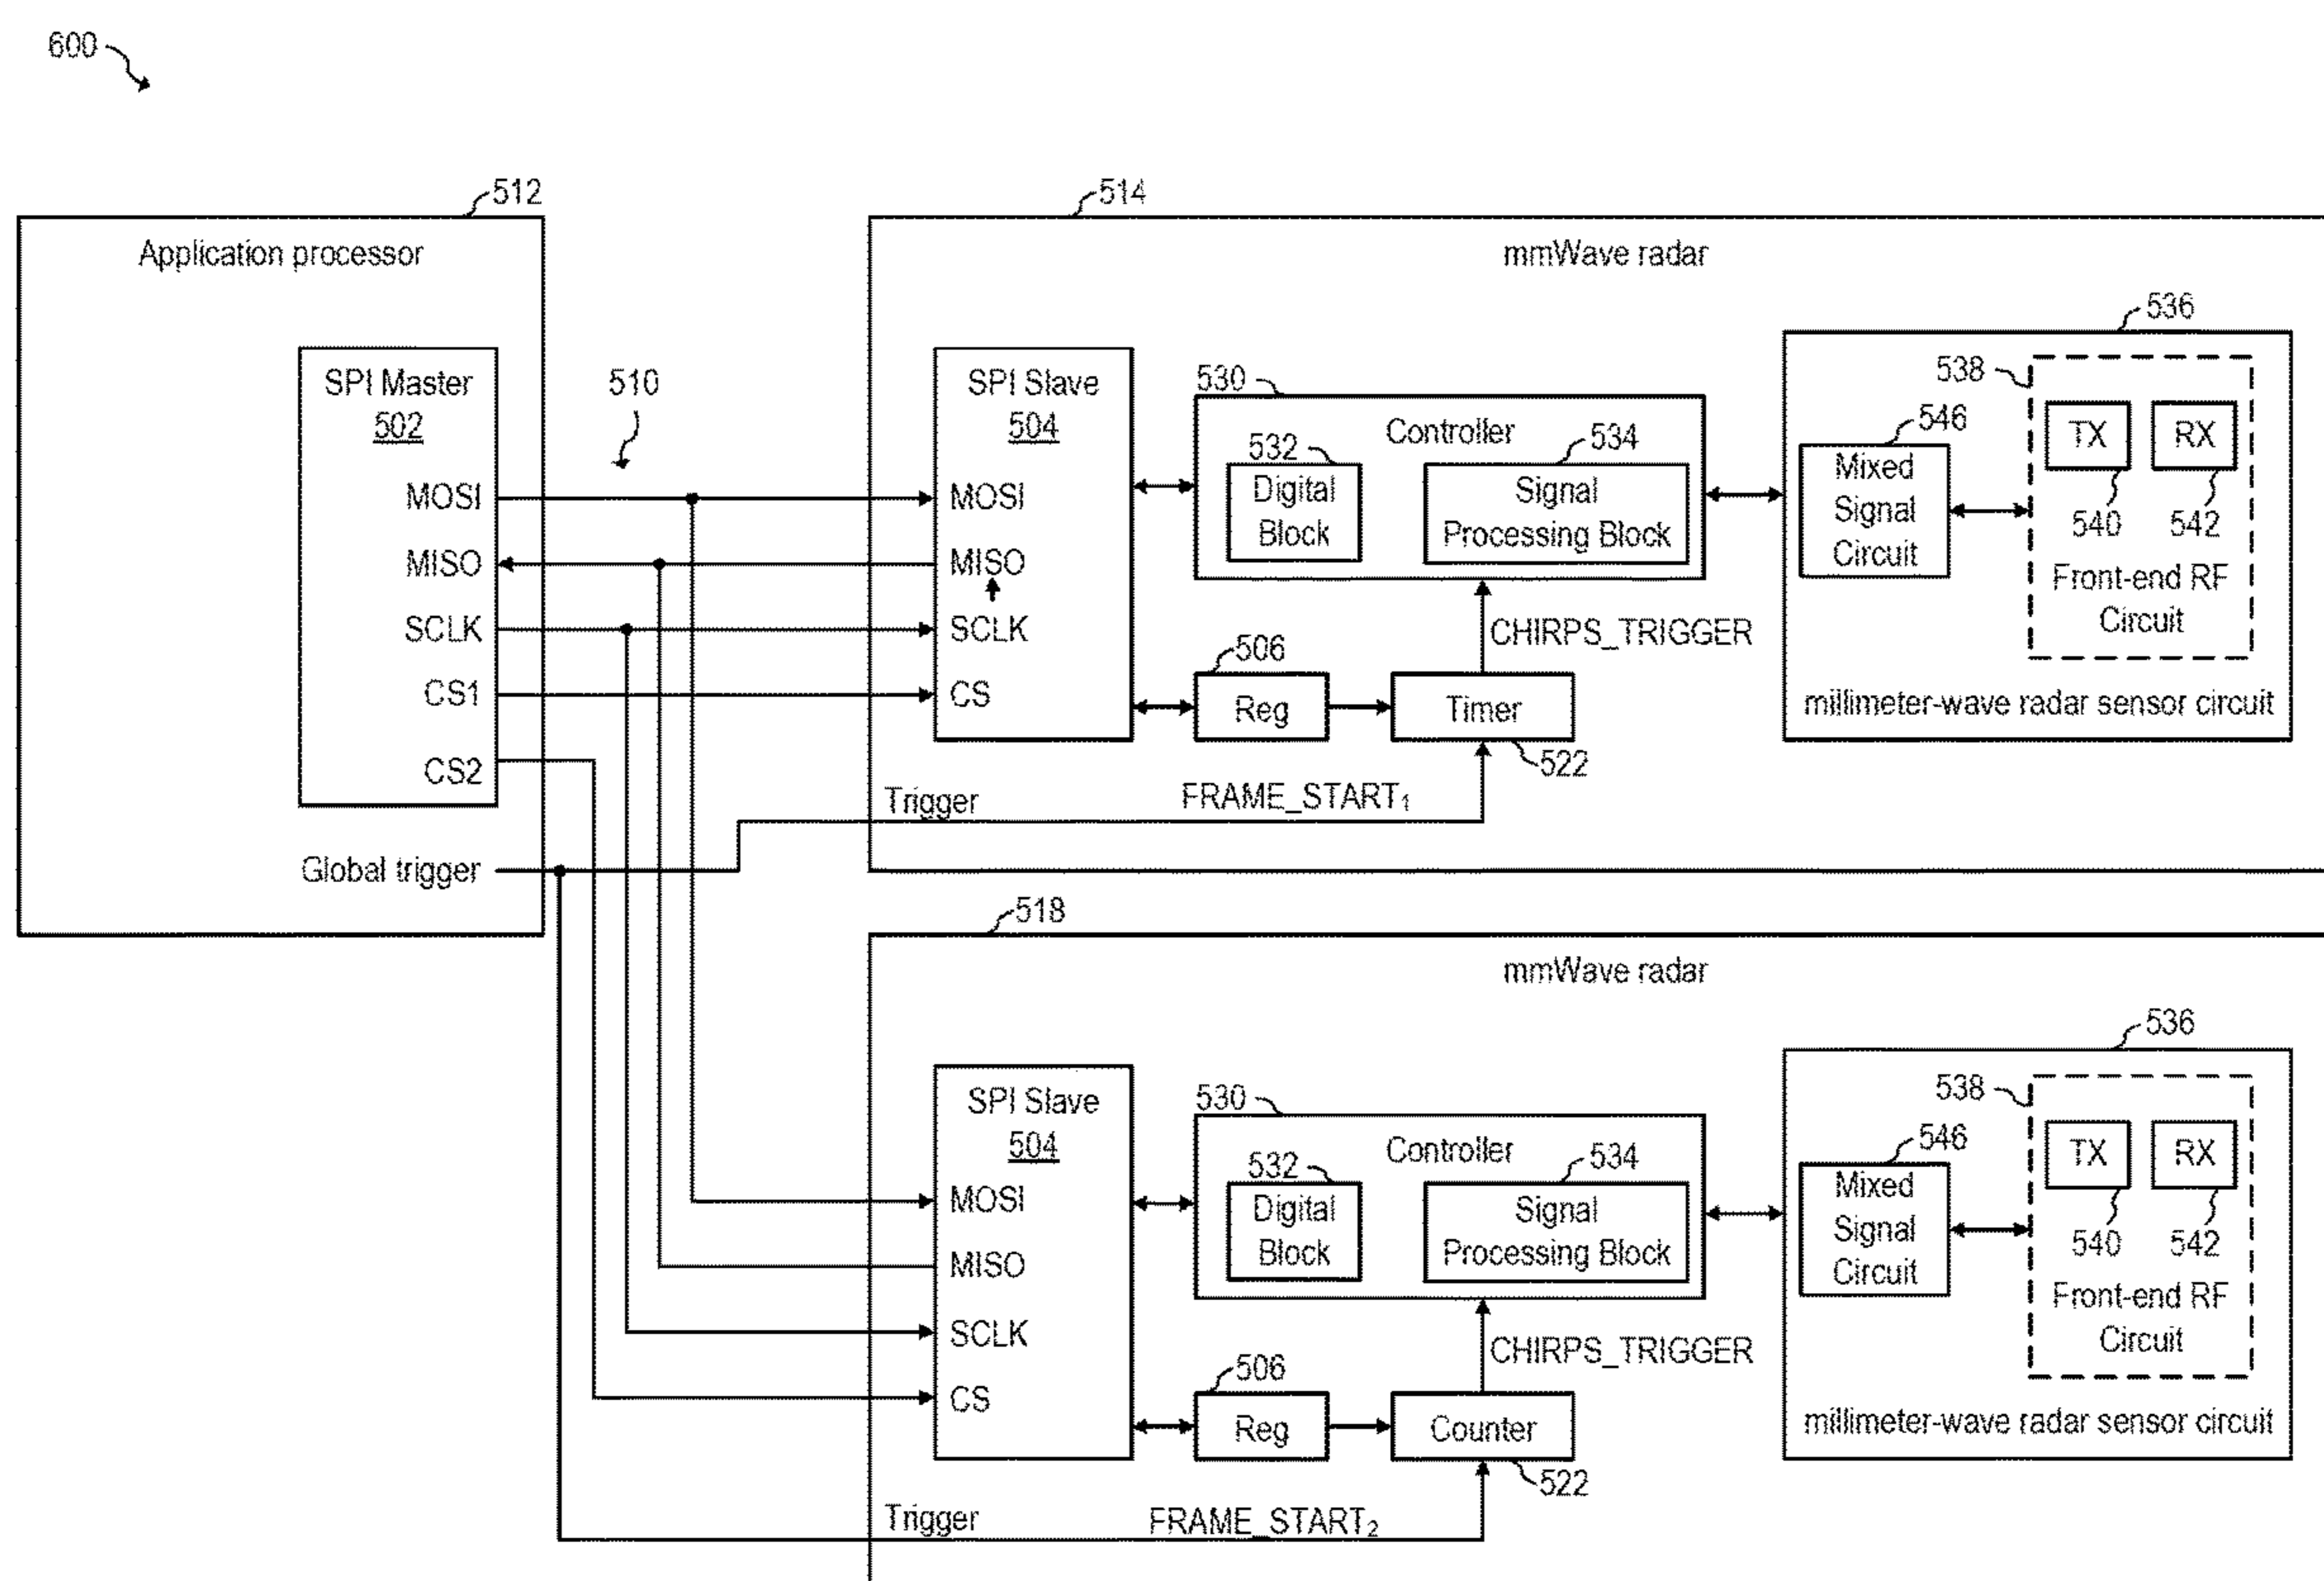 600
512
Application processor
SPI Master
502
MOSI
MISO
SCLK
CS1
CS2
Global trigger
510
514
mmWave radar
SPI Slave
504
MOSI
MISO
SCLK
CS
530
Controller
532
Digital
Block
534
Signal
Processing Block
CHIRPS_TRIGGER
506
Reg
Timer
522
Trigger
FRAME_START₁
536
538
546
Mixed
Signal
Circuit
TX
RX
540
542
Front-end RF
Circuit
millimeter-wave radar sensor circuit
518
mmWave radar
SPI Slave
504
MOSI
MISO
SCLK
CS
530
Controller
532
Digital
Block
534
Signal
Processing Block
CHIRPS_TRIGGER
506
Reg
Counter
522
Trigger
FRAME_START₂
536
538
546
Mixed
Signal
Circuit
TX
RX
540
542
Front-end RF
Circuit
millimeter-wave radar sensor circuit